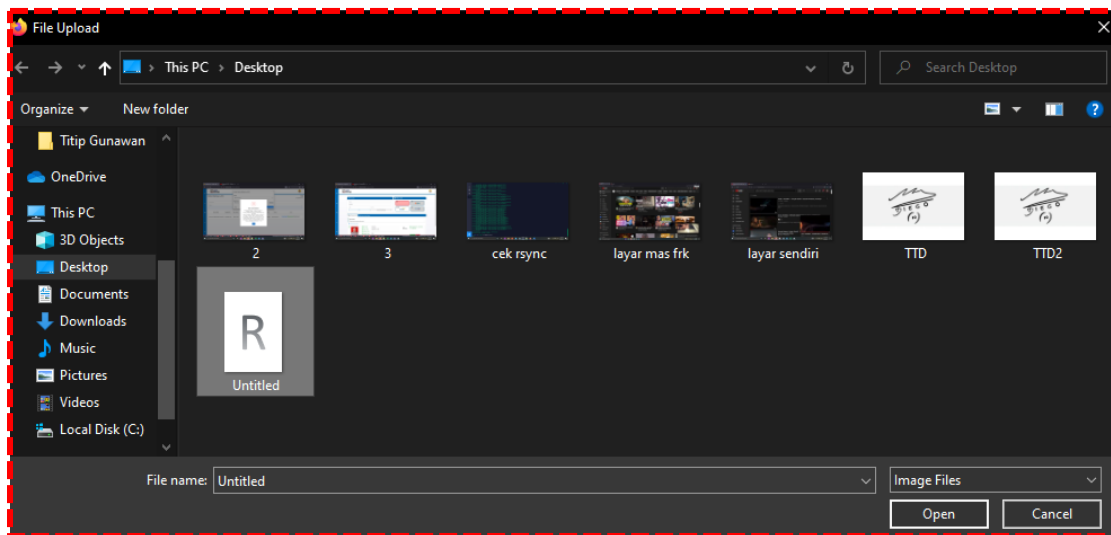 File Upload
This PC > Desktop
Search Desktop
Organize
New folder
Titip Gunawan
OneDrive
This PC
3D Objects
Desktop
Documents
Downloads
Music
Pictures
Videos
Local Disk (C:)
2
3
cek rsync
layar mas frk
layar sendiri
TTD
TTD2
R
Untitled
File name:
Untitled
Image Files
Open
Cancel